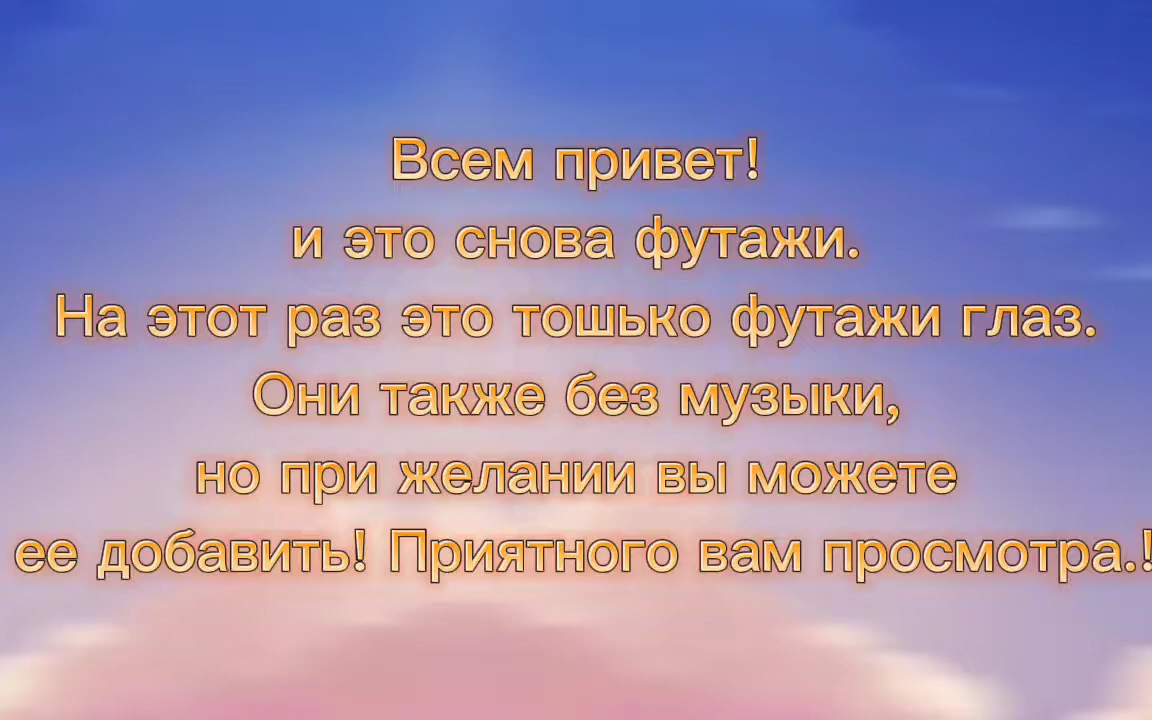 Всем привет!
и это снова футажи.
На этот раз это тошько футажи глаз.
Они также без музыки,
но при желании вы можете
ее добавить! Приятного вам просмотра.!